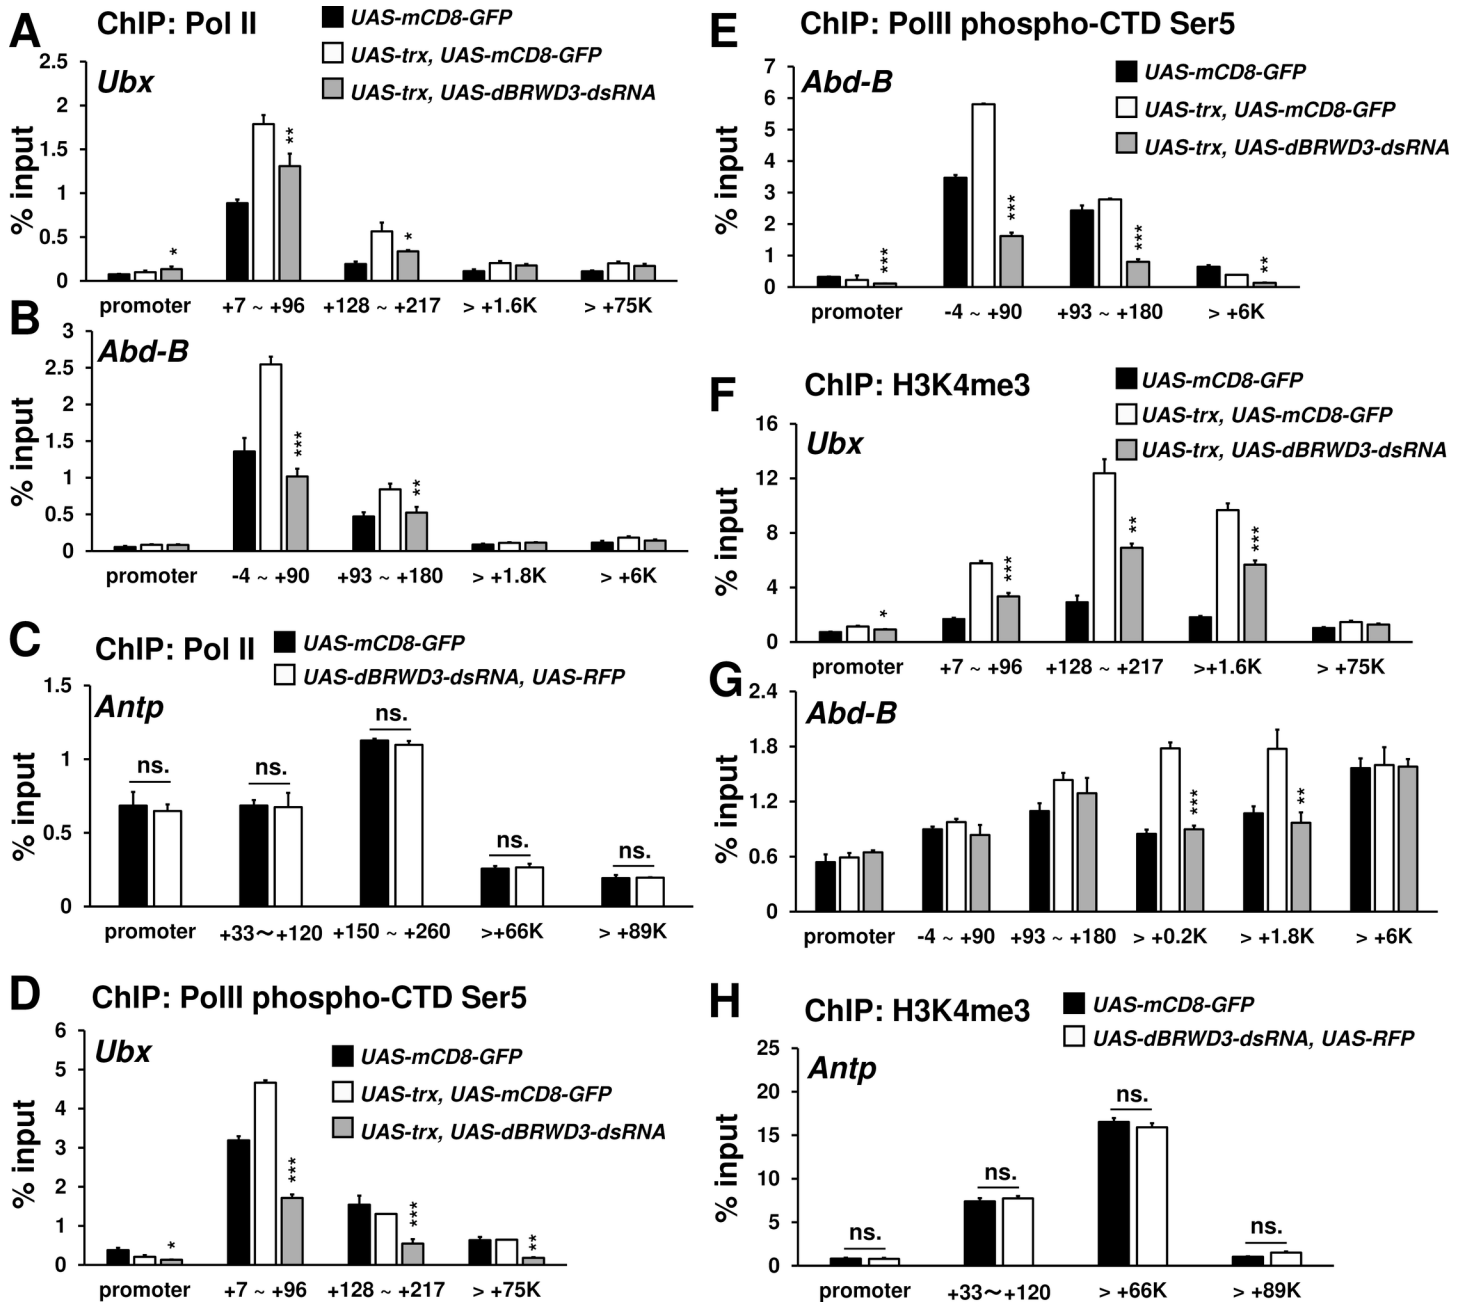 A
ChIP: Pol II
UAS-mCD8-GFP
UAS-trx, UAS-mCD8-GFP
UAS-trx, UAS-dBRWD3-dsRNA
Ubx
% input
2.5
2
1.5
1
0.5
0
*
**
*
promoter
+7 ~ +96
+128 ~ +217
> +1.6K
> +75K
B
Abd-B
% input
3
2.5
2
1.5
1
0.5
0
***
**
promoter
-4 ~ +90
+93 ~ +180
> +1.8K
> +6K
C
ChIP: Pol II
UAS-mCD8-GFP
UAS-dBRWD3-dsRNA, UAS-RFP
Antp
% input
1.5
1
0.5
0
ns.
ns.
ns.
ns.
ns.
promoter
+33~+120
+150 ~ +260
>+66K
> +89K
D
ChIP: PolII phospho-CTD Ser5
Ubx
UAS-mCD8-GFP
UAS-trx, UAS-mCD8-GFP
UAS-trx, UAS-dBRWD3-dsRNA
% input
6
5
4
3
2
1
0
*
***
***
**
promoter
+7 ~ +96
+128 ~ +217
> +75K
E
ChIP: PolII phospho-CTD Ser5
Abd-B
UAS-mCD8-GFP
UAS-trx, UAS-mCD8-GFP
UAS-trx, UAS-dBRWD3-dsRNA
% input
7
6
5
4
3
2
1
0
***
***
***
**
promoter
-4 ~ +90
+93 ~ +180
> +6K
F
ChIP: H3K4me3
UAS-mCD8-GFP
UAS-trx, UAS-mCD8-GFP
UAS-trx, UAS-dBRWD3-dsRNA
Ubx
% input
16
12
8
4
0
*
***
**
***
promoter
+7 ~ +96
+128 ~ +217
>+1.6K
> +75K
G
Abd-B
% input
2.4
1.8
1.2
0.6
0
***
**
promoter
-4 ~ +90
+93 ~ +180
> +0.2K
> +1.8K
> +6K
H
ChIP: H3K4me3
UAS-mCD8-GFP
UAS-dBRWD3-dsRNA, UAS-RFP
Antp
% input
25
20
15
10
5
0
ns.
ns.
ns.
ns.
promoter
+33~+120
> +66K
> +89K